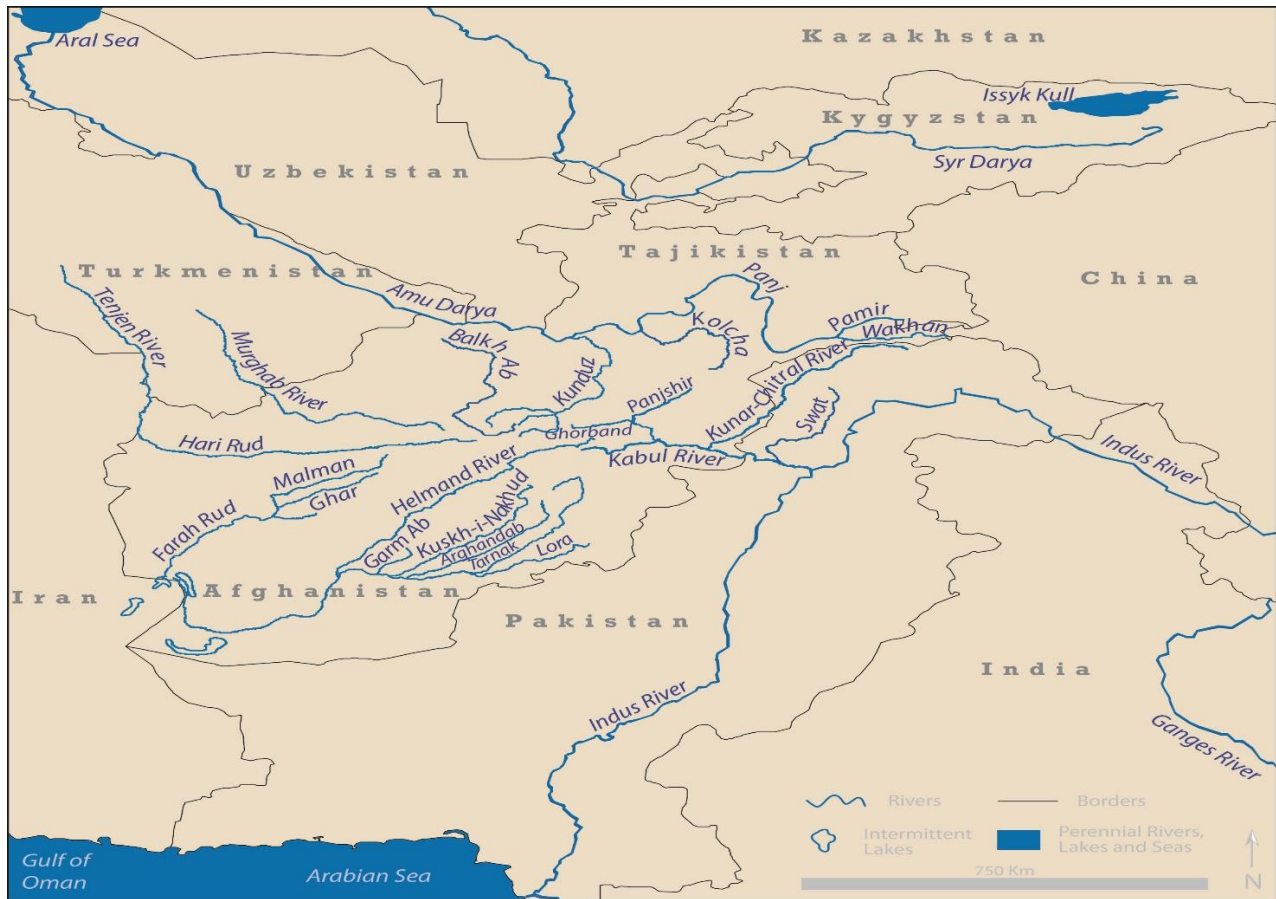 Aral Sea
Kazakhstan
Issyk Kull
Kygyzstan
Syr Darya
Uzbekistan
Tajikistan
Turkmenistan
China
Panj
Tenjen River
Amu Darya
Pamir
Wakhan
Kolcha
Murghab River
Balkh Ab
Kunduz
Kunar-Chitral River
Panjshir
Swat
Ghorband
Hari Rud
Kabul River
Indus River
Malman
Ghar
Helmand River
Farah Rud
Garm Ab
Kuskh-i-Nakhud
Arghandab
Tarnak
Lora
Iran
Afghanistan
Pakistan
India
Indus River
Ganges River
Rivers
Borders
Intermittent
Lakes
Perennial Rivers,
Lakes and Seas
750 Km
N
Gulf of
Oman
Arabian Sea